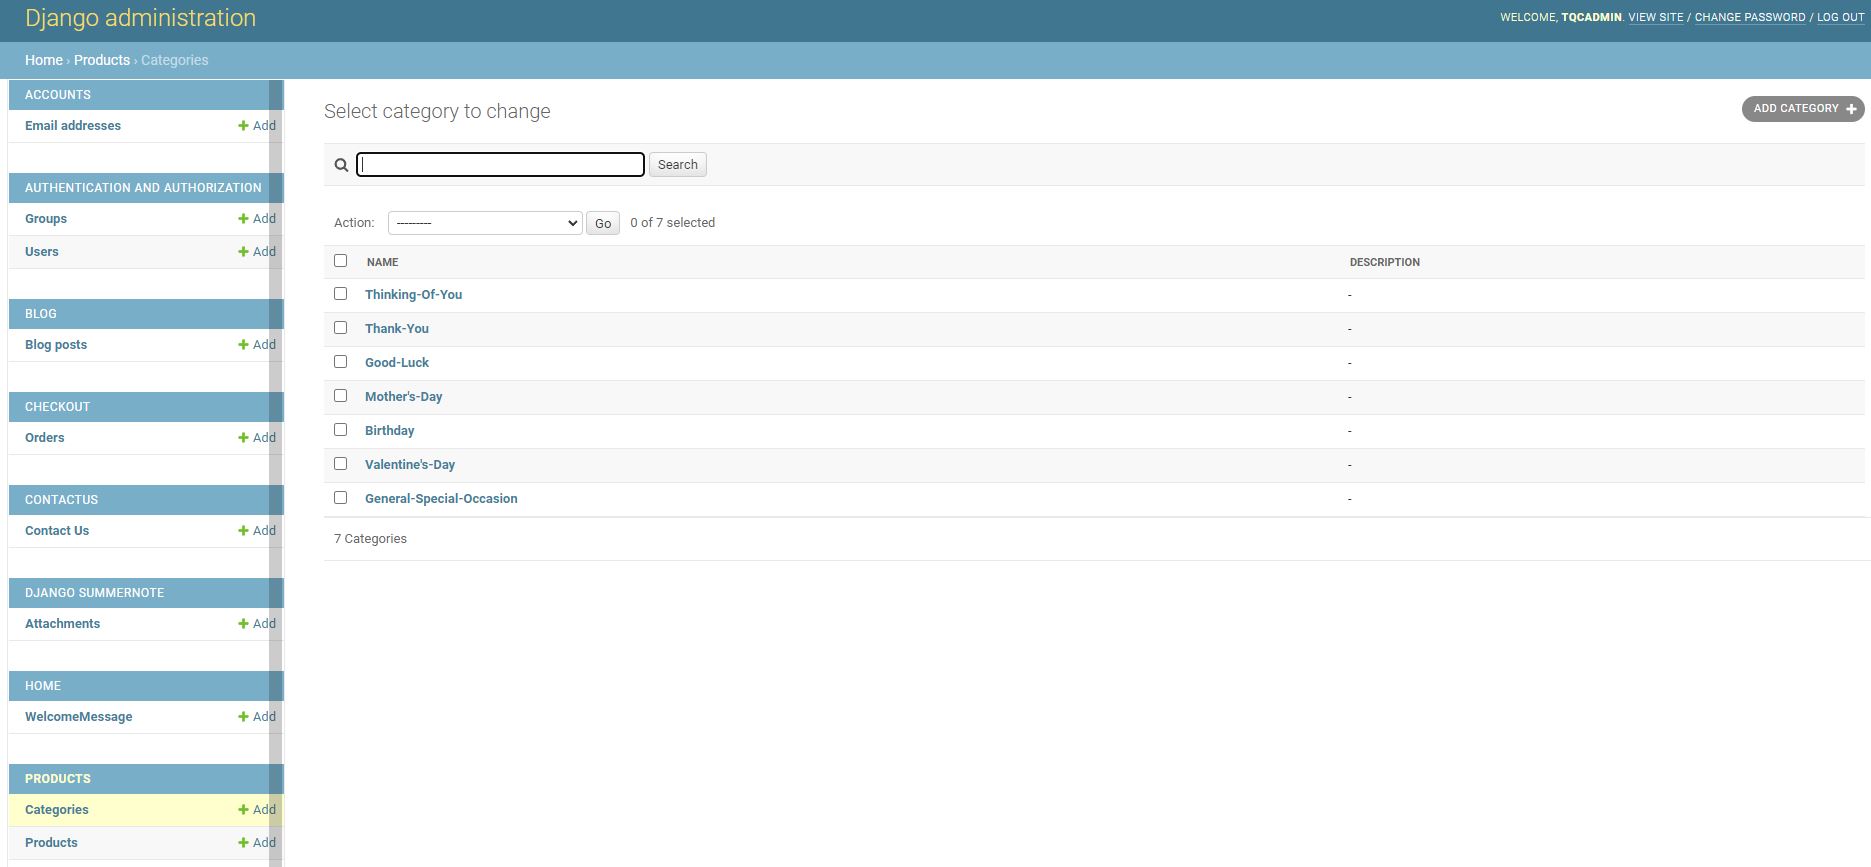 Django administration
WELCOME, TQCADMIN. VIEW SITE / CHANGE PASSWORD / LOG OUT
Home › Products › Categories
ACCOUNTS
Email addresses
Add
AUTHENTICATION AND AUTHORIZATION
Groups
Add
Users
Add
BLOG
Blog posts
Add
CHECKOUT
Orders
Add
CONTACTUS
Contact Us
Add
DJANGO SUMMERNOTE
Attachments
Add
HOME
WelcomeMessage
Add
PRODUCTS
Categories
Add
Products
Add
Select category to change
ADD CATEGORY
Search
Action: --------- Go 0 of 7 selected
NAME DESCRIPTION
Thinking-Of-You -
Thank-You -
Good-Luck -
Mother's-Day -
Birthday -
Valentine's-Day -
General-Special-Occasion -
7 Categories